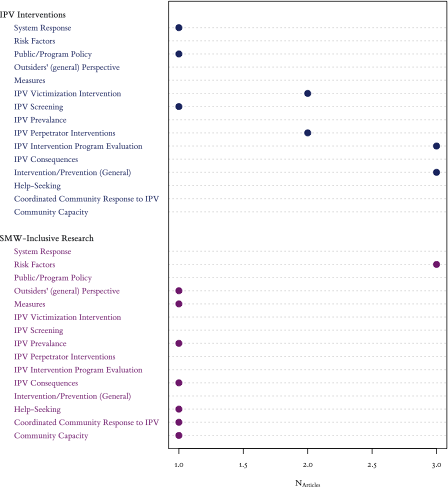 IPV Interventions
System Response
Risk Factors
Public/Program Policy
Outsiders' (general) Perspective
Measures
IPV Victimization Intervention
IPV Screening
IPV Prevalance
IPV Perpetrator Interventions
IPV Intervention Program Evaluation
IPV Consequences
Intervention/Prevention (General)
Help-Seeking
Coordinated Community Response to IPV
Community Capacity
SMW-Inclusive Research
System Response
Risk Factors
Public/Program Policy
Outsiders' (general) Perspective
Measures
IPV Victimization Intervention
IPV Screening
IPV Prevalance
IPV Perpetrator Interventions
IPV Intervention Program Evaluation
IPV Consequences
Intervention/Prevention (General)
Help-Seeking
Coordinated Community Response to IPV
Community Capacity
1.0 1.5 2.0 2.5 3.0
N Articles